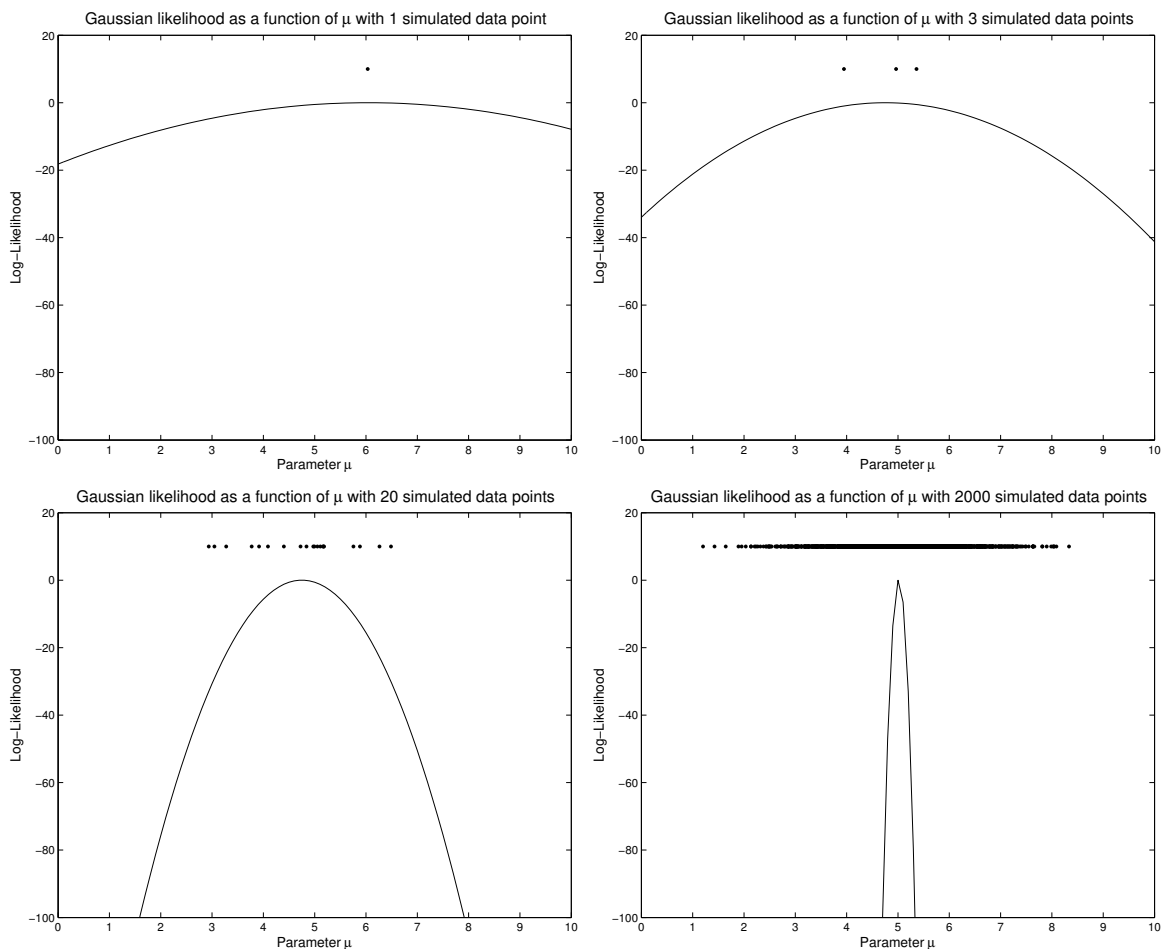 Gaussian likelihood as a function of μ with 1 simulated data point
20
0
−20
−40
−60
−80
−100
Log−Likelihood
0 1 2 3 4 5 6 7 8 9 10
Parameter μ
Gaussian likelihood as a function of μ with 3 simulated data points
20
0
−20
−40
−60
−80
−100
Log−Likelihood
0 1 2 3 4 5 6 7 8 9 10
Parameter μ
Gaussian likelihood as a function of μ with 20 simulated data points
20
0
−20
−40
−60
−80
−100
Log−Likelihood
0 1 2 3 4 5 6 7 8 9 10
Parameter μ
Gaussian likelihood as a function of μ with 2000 simulated data points
20
0
−20
−40
−60
−80
−100
Log−Likelihood
0 1 2 3 4 5 6 7 8 9 10
Parameter μ